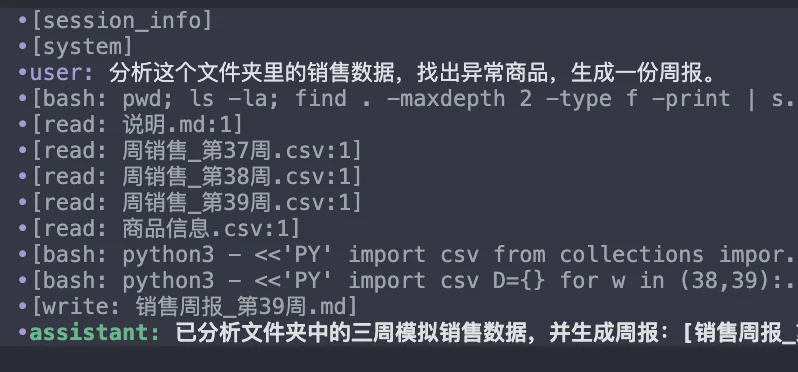 •[session_info]
•[system]
•user: 分析这个文件夹里的销售数据，找出异常商品，生成一份周报。
•[bash: pwd; ls -la; find . -maxdepth 2 -type f -print | s.
•[read: 说明.md:1]
•[read: 周销售_第37周.csv:1]
•[read: 周销售_第38周.csv:1]
•[read: 周销售_第39周.csv:1]
•[read: 商品信息.csv:1]
•[bash: python3 - <<'PY' import csv from collections impor.
•[bash: python3 - <<'PY' import csv D={} for w in (38,39):.
•[write: 销售周报_第39周.md]
•assistant: 已分析文件夹中的三周模拟销售数据，并生成周报：[销售周报_